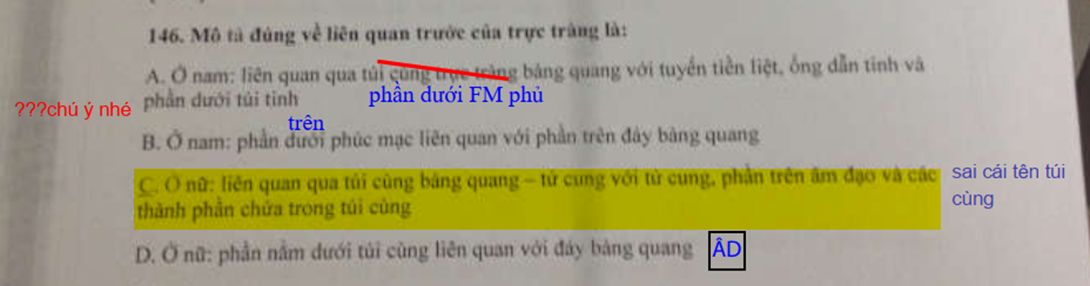 146. Mô tả đúng về liên quan trước của trực tràng là:
A. Ở nam: liên quan qua túi cùng trực tràng bàng quang với tuyến tiền liệt, ống dẫn tinh và
phần dưới túi tinh
phần dưới FM phủ
???chú ý nhé
trên
B. Ở nam: phần dưới phúc mạc liên quan với phần trên đáy bàng quang
C. Ở nữ: liên quan qua túi cùng bàng quang – tử cung với tử cung, phần trên âm đạo và các
thành phần chứa trong túi cùng
sai cái tên túi
cùng
D. Ở nữ: phần nằm dưới túi cùng liên quan với đáy bàng quang
ÂD